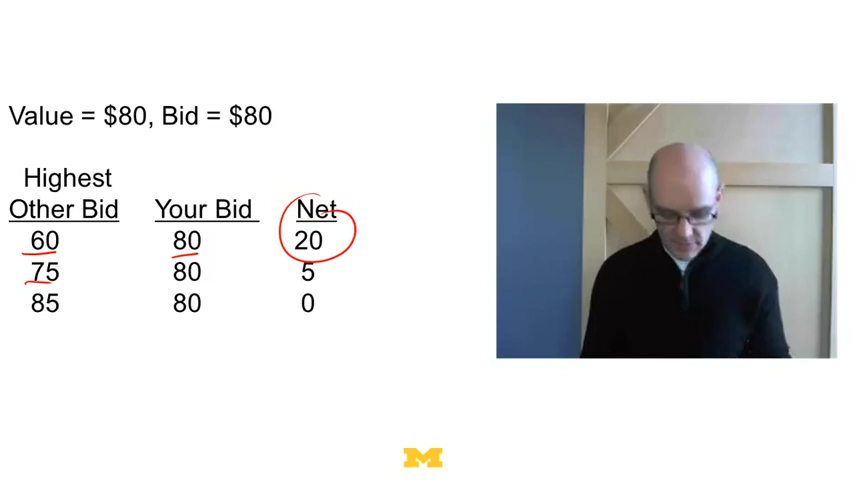 Value = $80, Bid = $80
Highest
Other Bid Your Bid Net
60 80 20
75 80 5
85 80 0
M